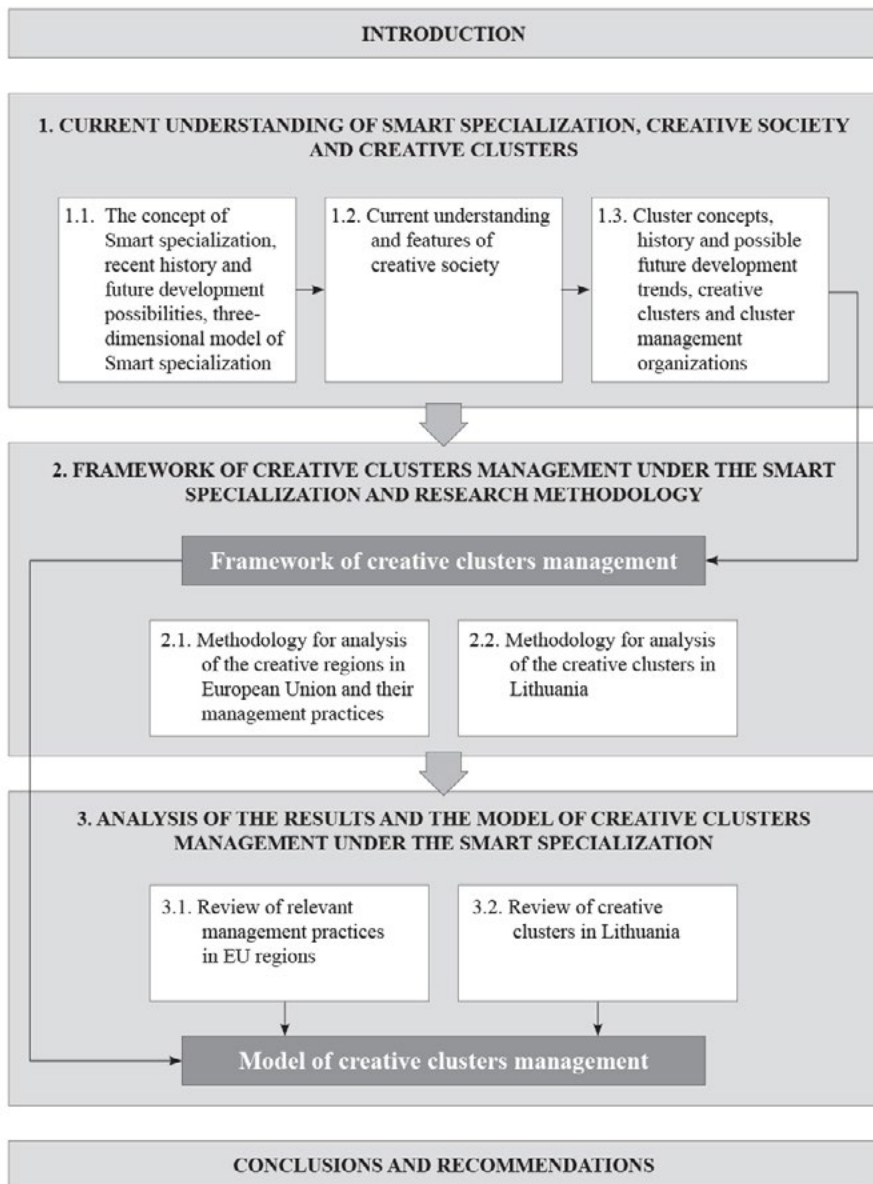 INTRODUCTION
1. CURRENT UNDERSTANDING OF SMART SPECIALIZATION, CREATIVE SOCIETY
AND CREATIVE CLUSTERS
1.1. The concept of
Smart specialization,
recent history and
future development
possibilities, three-
dimensional model of
Smart specialization
1.2. Current understanding
and features of
creative society
1.3. Cluster concepts,
history and possible
future development
trends, creative
clusters and cluster
management
organizations
2. FRAMEWORK OF CREATIVE CLUSTERS MANAGEMENT UNDER THE SMART
SPECIALIZATION AND RESEARCH METHODOLOGY
Framework of creative clusters management
2.1. Methodology for analysis
of the creative regions in
European Union and their
management practices
2.2. Methodology for analysis
of the creative clusters in
Lithuania
3. ANALYSIS OF THE RESULTS AND THE MODEL OF CREATIVE CLUSTERS
MANAGEMENT UNDER THE SMART SPECIALIZATION
3.1. Review of relevant
management practices
in EU regions
3.2. Review of creative
clusters in Lithuania
Model of creative clusters management
CONCLUSIONS AND RECOMMENDATIONS